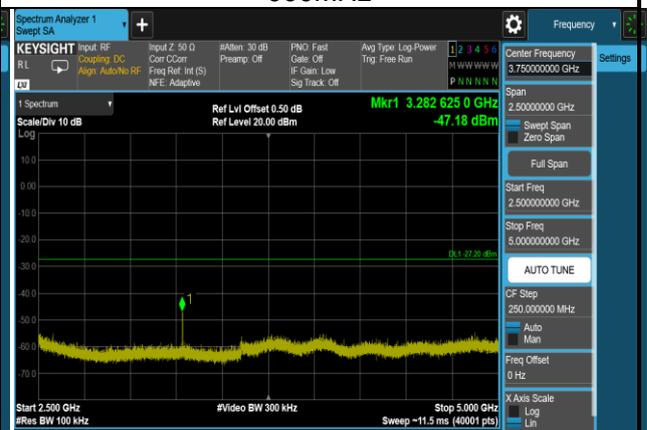 Spectrum Analyzer 1
Swept SA
+
Frequency
KEYSIGHT
RL
LXI
Input: RF
Coupling: DC
Align: Auto/No RF
Input Z: 50 Ω
Corr CCorr
Freq Ref: Int (S)
NFE: Adaptive
#Atten: 30 dB
Preamp: Off
PNO: Fast
Gate: Off
IF Gain: Low
Sig Track: Off
Avg Type: Log-Power
Trig: Free Run
1 2 3 4 5 6
M W W W W W
P N N N N N
1 Spectrum
Scale/Div 10 dB
Log
Ref Lvl Offset 0.50 dB
Ref Level 20.00 dBm
Mkr1 3.282 625 0 GHz
-47.18 dBm
10.0
0.00
-10.0
-20.0
DL1 -27.20 dBm
-30.0
-40.0
1
-50.0
-60.0
-70.0
Start 2.500 GHz
#Res BW 100 kHz
#Video BW 300 kHz
Stop 5.000 GHz
Sweep ~11.5 ms (40001 pts)
Center Frequency
3.750000000 GHz
Settings
Span
2.50000000 GHz
Swept Span
Zero Span
Full Span
Start Freq
2.500000000 GHz
Stop Freq
5.000000000 GHz
AUTO TUNE
CF Step
250.000000 MHz
Auto
Man
Freq Offset
0 Hz
X Axis Scale
Log
Lin